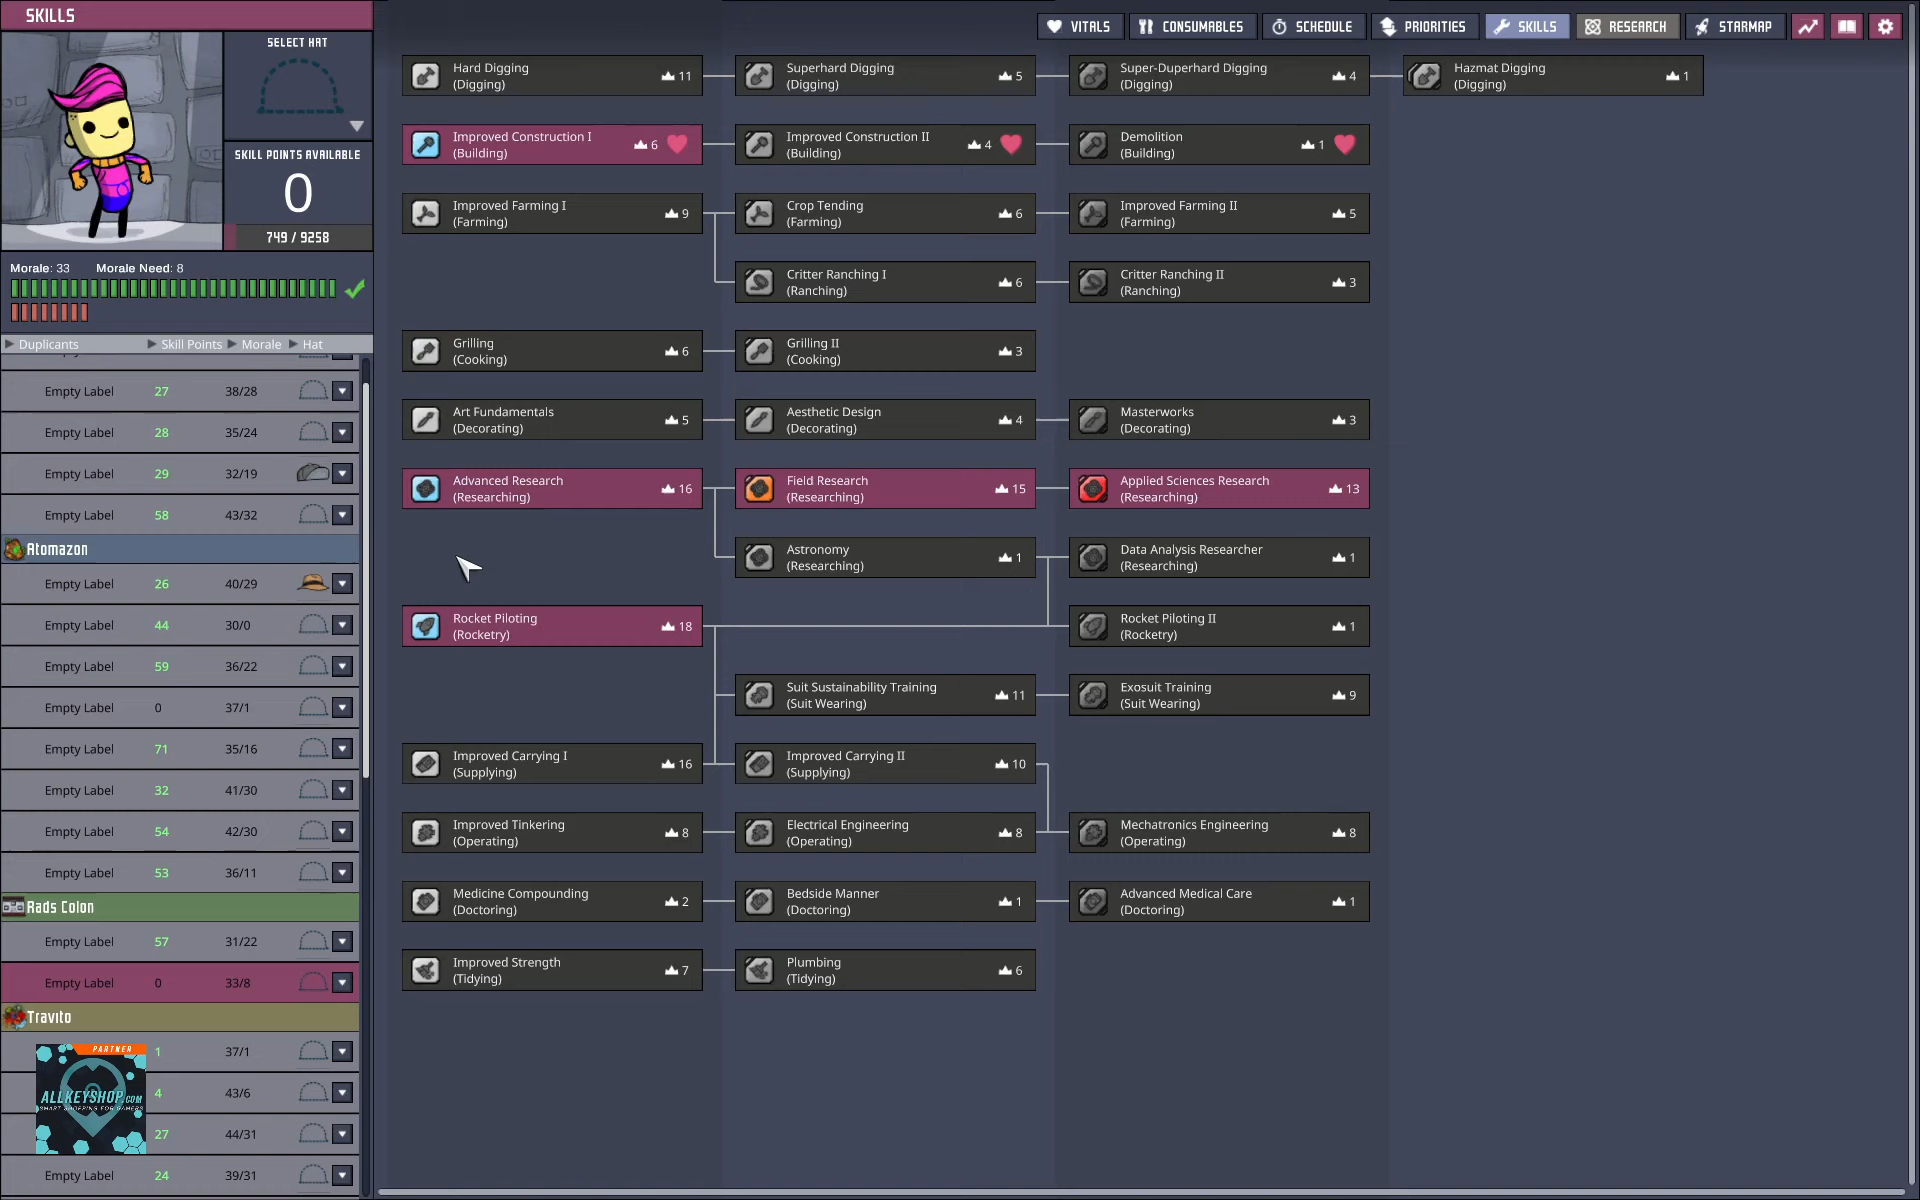 SKILLS
SELECT HAT
SKILL POINTS AVAILABLE
0
749 / 9258
Morale: 33 Morale Need: 8
Duplicants Skill Points Morale Hat
Empty Label 27 38/28
Empty Label 28 35/24
Empty Label 29 32/19
Empty Label 58 43/32
Atomazon
Empty Label 26 40/29
Empty Label 44 30/0
Empty Label 59 36/22
Empty Label 0 37/1
Empty Label 71 35/16
Empty Label 32 41/30
Empty Label 54 42/30
Empty Label 53 36/11
Rads Colon
Empty Label 57 31/22
Empty Label 0 33/8
Travito
1 37/1
4 43/6
27 44/31
Empty Label 24 39/31
PARTNER
ALLKEYSHOP.COM
SMART SHOPPING FOR GAMERS
VITALS CONSUMABLES SCHEDULE PRIORITIES SKILLS RESEARCH STARMAP
Hard Digging 11
(Digging)
Superhard Digging 5
(Digging)
Super-Duperhard Digging 4
(Digging)
Hazmat Digging 1
(Digging)
Improved Construction I 6
(Building)
Improved Construction II 4
(Building)
Demolition 1
(Building)
Improved Farming I 9
(Farming)
Crop Tending 6
(Farming)
Improved Farming II 5
(Farming)
Critter Ranching I 6
(Ranching)
Critter Ranching II 3
(Ranching)
Grilling 6
(Cooking)
Grilling II 3
(Cooking)
Art Fundamentals 5
(Decorating)
Aesthetic Design 4
(Decorating)
Masterworks 3
(Decorating)
Advanced Research 16
(Researching)
Field Research 15
(Researching)
Applied Sciences Research 13
(Researching)
Astronomy 1
(Researching)
Data Analysis Researcher 1
(Researching)
Rocket Piloting 18
(Rocketry)
Rocket Piloting II 1
(Rocketry)
Suit Sustainability Training 11
(Suit Wearing)
Exosuit Training 9
(Suit Wearing)
Improved Carrying I 16
(Supplying)
Improved Carrying II 10
(Supplying)
Improved Tinkering 8
(Operating)
Electrical Engineering 8
(Operating)
Mechatronics Engineering 8
(Operating)
Medicine Compounding 2
(Doctoring)
Bedside Manner 1
(Doctoring)
Advanced Medical Care 1
(Doctoring)
Improved Strength 7
(Tidying)
Plumbing 6
(Tidying)